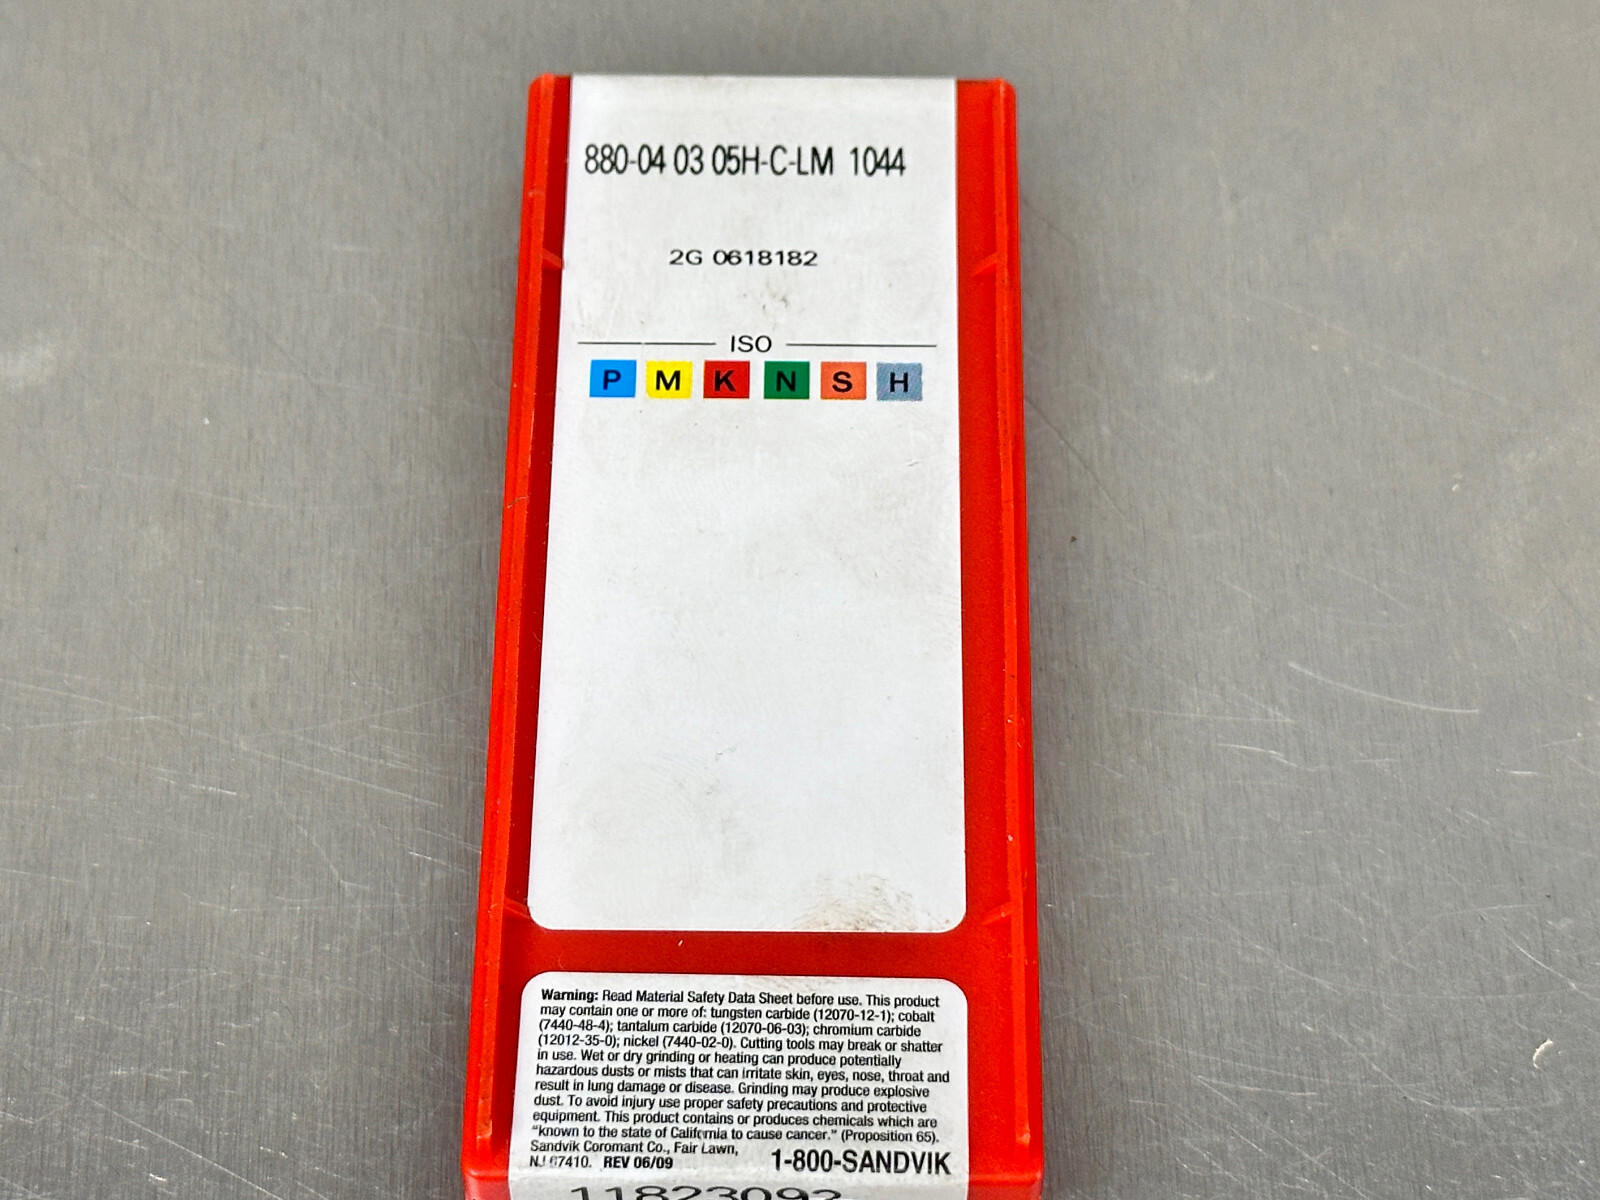 880-04 03 05H-C-LM 1044
2G 0618182
ISO
P M K N S H
Warning: Read Material Safety Data Sheet before use. This product
may contain one or more of: tungsten carbide (12070-12-1); cobalt
(7440-48-4); tantalum carbide (12070-06-03); chromium carbide
(12012-35-0); nickel (7440-02-0). Cutting tools may break or shatter
in use. Wet or dry grinding or heating can produce potentially
hazardous dusts or mists that can irritate skin, eyes, nose, throat and
result in lung damage or disease. Grinding may produce explosive
dust. To avoid injury use proper safety precautions and protective
equipment. This product contains or produces chemicals which are
"known to the state of California to cause cancer." (Proposition 65).
Sandvik Coromant Co., Fair Lawn,
NJ 67410. REV 06/09 1-800-SANDVIK
11823092